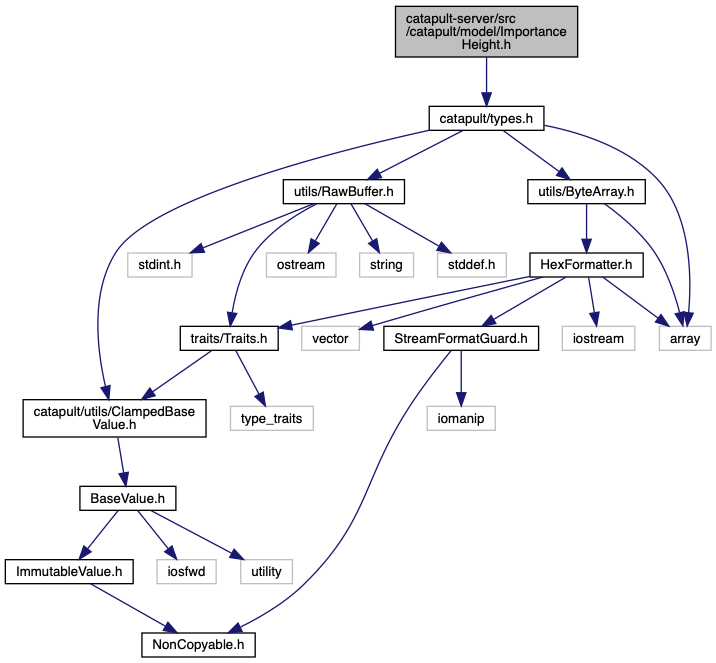 catapult-server/src
/catapult/model/Importance
Height.h
catapult/types.h
utils/RawBuffer.h
utils/ByteArray.h
stdint.h
ostream
string
stddef.h
HexFormatter.h
traits/Traits.h
vector
StreamFormatGuard.h
iostream
array
catapult/utils/ClampedBase
Value.h
type_traits
iomanip
BaseValue.h
ImmutableValue.h
iosfwd
utility
NonCopyable.h